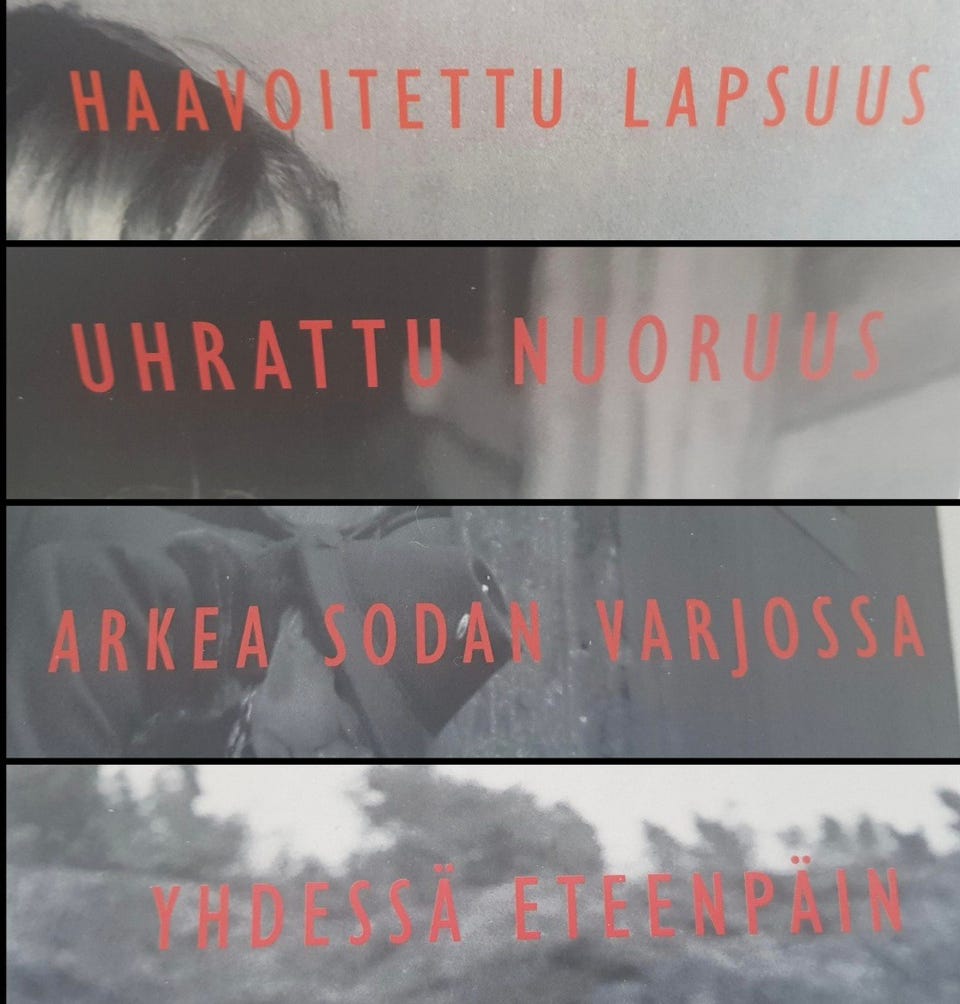 HAAVOITETTU LAPSUUS
UHRATTU NUORUUS
ARKEA SODAN VARJOSSA
YHDESSÄ ETEENPÄIN